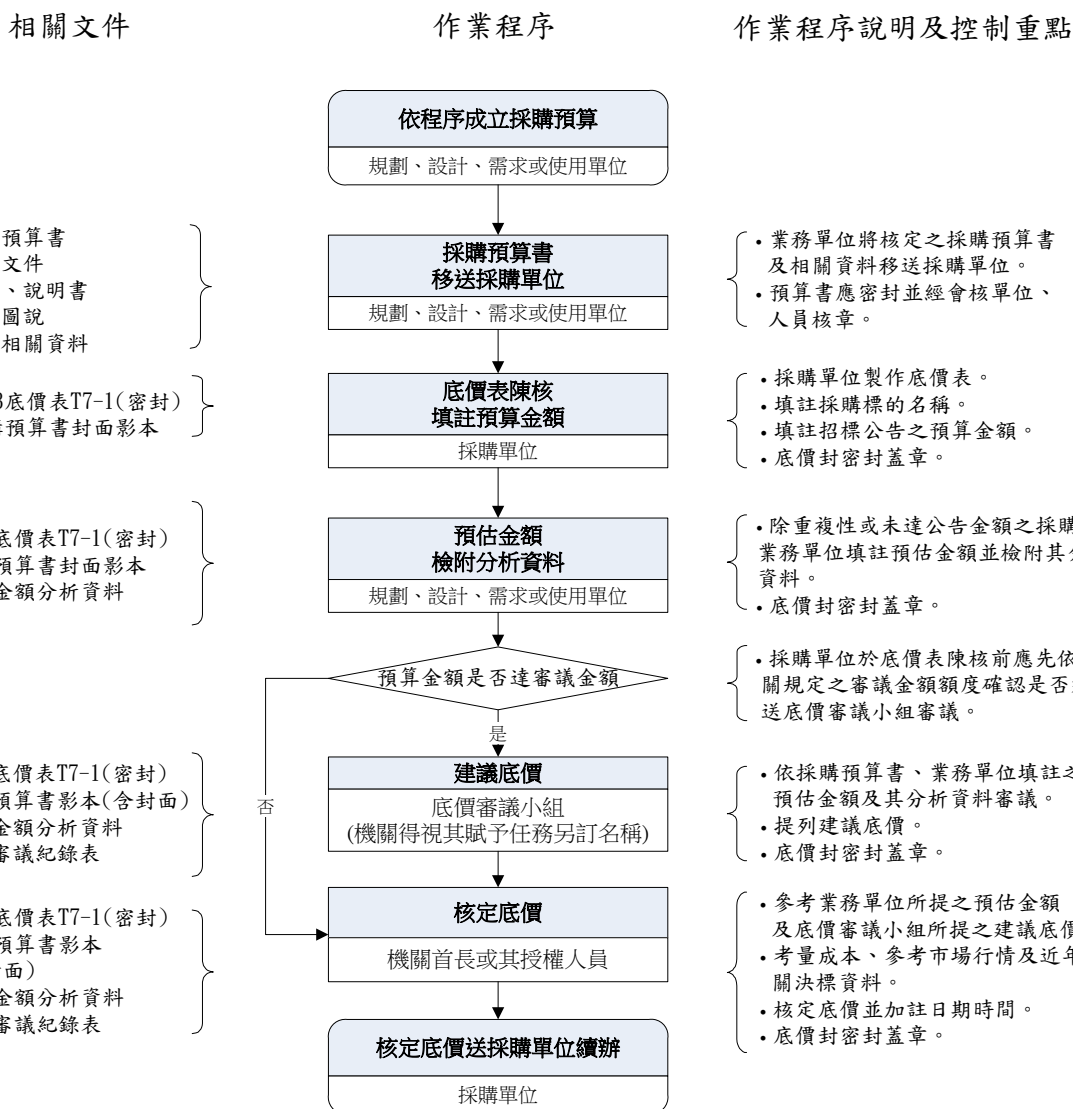 相關文件
作業程序
作業程序說明及控制重點
依程序成立採購預算
規劃、設計、需求或使用單位
預算書
文件
、說明書
圖說
相關資料
採購預算書
移送採購單位
規劃、設計、需求或使用單位
•業務單位將核定之採購預算書
及相關資料移送採購單位。
•預算書應密封並經會核單位、
人員核章。
底價表T7-1(密封)
預算書封面影本
底價表陳核
填註預算金額
採購單位
•採購單位製作底價表。
•填註採購標的名稱。
•填註招標公告之預算金額。
•底價封密封蓋章。
底價表T7-1(密封)
預算書封面影本
金額分析資料
預估金額
檢附分析資料
規劃、設計、需求或使用單位
•除重複性或未達公告金額之採購
業務單位填註預估金額並檢附其
資料。
•底價封密封蓋章。
預算金額是否達審議金額
是
否
•採購單位於底價表陳核前應先依
關規定之審議金額額度確認是否
送底價審議小組審議。
底價表T7-1(密封)
預算書影本(含封面)
金額分析資料
審議紀錄表
建議底價
底價審議小組
(機關得視其賦予任務另訂名稱)
•依採購預算書、業務單位填註之
預估金額及其分析資料審議。
•提列建議底價。
•底價封密封蓋章。
底價表T7-1(密封)
預算書影本
面)
金額分析資料
審議紀錄表
核定底價
機關首長或其授權人員
•參考業務單位所提之預估金額
及底價審議小組所提之建議底價
•考量成本、參考市場行情及近年
關決標資料。
•核定底價並加註日期時間。
•底價封密封蓋章。
核定底價送採購單位續辦
採購單位